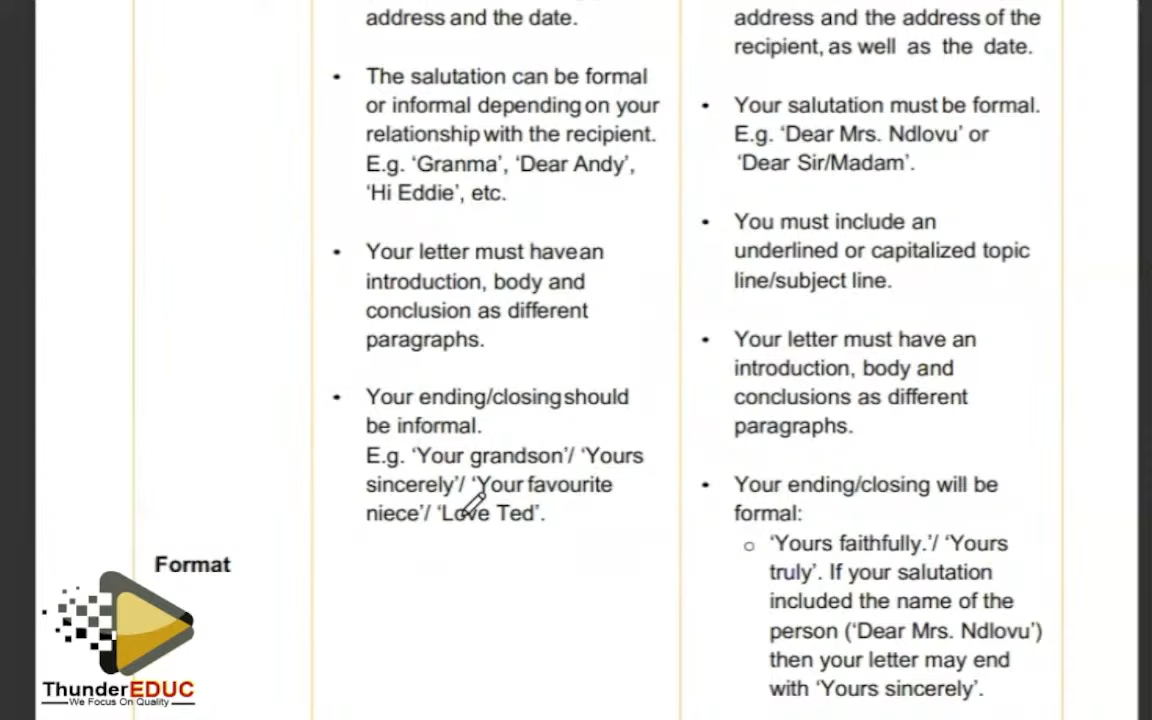 address and the date.
• The salutation can be formal
or informal depending on your
relationship with the recipient.
E.g. ‘Granma’, ‘Dear Andy’,
‘Hi Eddie’, etc.
• Your letter must have an
introduction, body and
conclusion as different
paragraphs.
• Your ending/closing should
be informal.
E.g. ‘Your grandson’/ ‘Yours
sincerely’/ ‘Your favourite
niece’/ ‘Love Ted’.
address and the address of the
recipient, as well as the date.
• Your salutation must be formal.
E.g. ‘Dear Mrs. Ndlovu’ or
‘Dear Sir/Madam’.
• You must include an
underlined or capitalized topic
line/subject line.
• Your letter must have an
introduction, body and
conclusions as different
paragraphs.
• Your ending/closing will be
formal:
o ‘Yours faithfully.’/ ‘Yours
truly’. If your salutation
included the name of the
person (‘Dear Mrs. Ndlovu’)
then your letter may end
with ‘Yours sincerely’.
Format
ThunderEDUC
We Focus On Quality